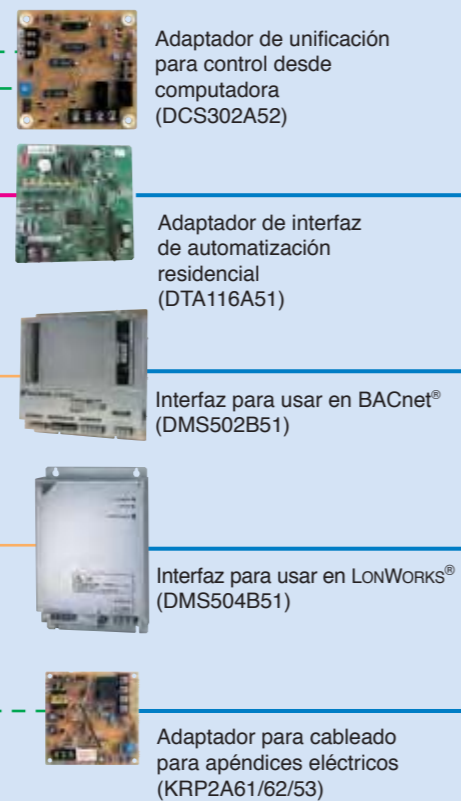 Adaptador de unificación
para control desde
computadora
(DCS302A52)
Adaptador de interfaz
de automatización
residencial
(DTA116A51)
Interfaz para usar en BACnet®
(DMS502B51)
Interfaz para usar en LONWORKS®
(DMS504B51)
Adaptador para cableado
para apéndices eléctricos
(KRP2A61/62/53)